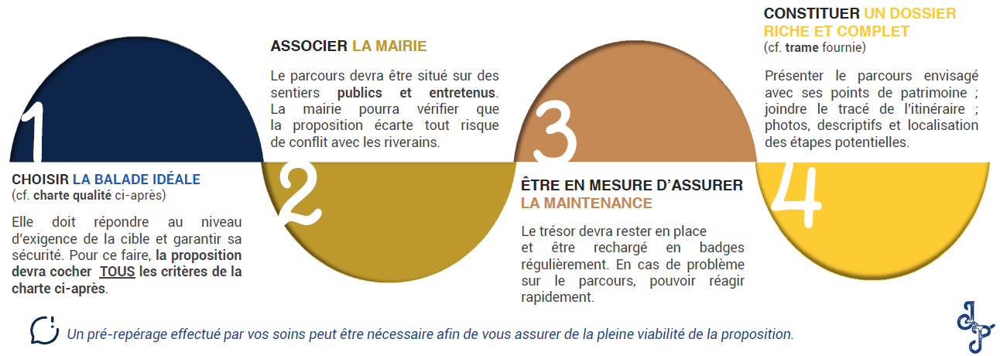 1
CHOISIR LA BALADE IDÉALE
(cf. charte qualité ci-après)
Elle doit répondre au niveau
d'exigence de la cible et garantir sa
sécurité. Pour ce faire, la proposition
devra cocher TOUS les critères de la
charte ci-après.
2
ASSOCIER LA MAIRIE
Le parcours devra être situé sur des
sentiers publics et entretenus.
La mairie pourra vérifier que
la proposition écarte tout risque
de conflit avec les riverains.
3
ÊTRE EN MESURE D'ASSURER
LA MAINTENANCE
Le trésor devra rester en place
et être rechargé en badges
régulièrement. En cas de problème
sur le parcours, pouvoir réagir
rapidement.
4
CONSTITUER UN DOSSIER
RICHE ET COMPLET
(cf. trame fournie)
Présenter le parcours envisagé
avec ses points de patrimoine ;
joindre le tracé de l'itinéraire ;
photos, descriptifs et localisation
des étapes potentielles.
Un pré-repérage effectué par vos soins peut être nécessaire afin de vous assurer de la pleine viabilité de la proposition.